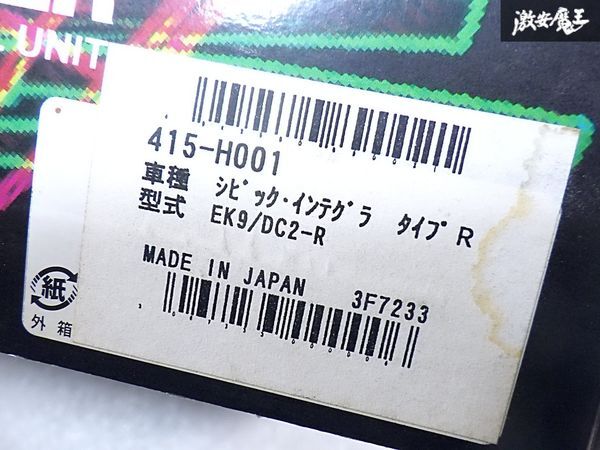 激安魔王
UNIT
415-H001
車種 シビック・インテグラ タイプR
型式 EK9/DC2-R
MADE IN JAPAN 3F7233
紙
外箱